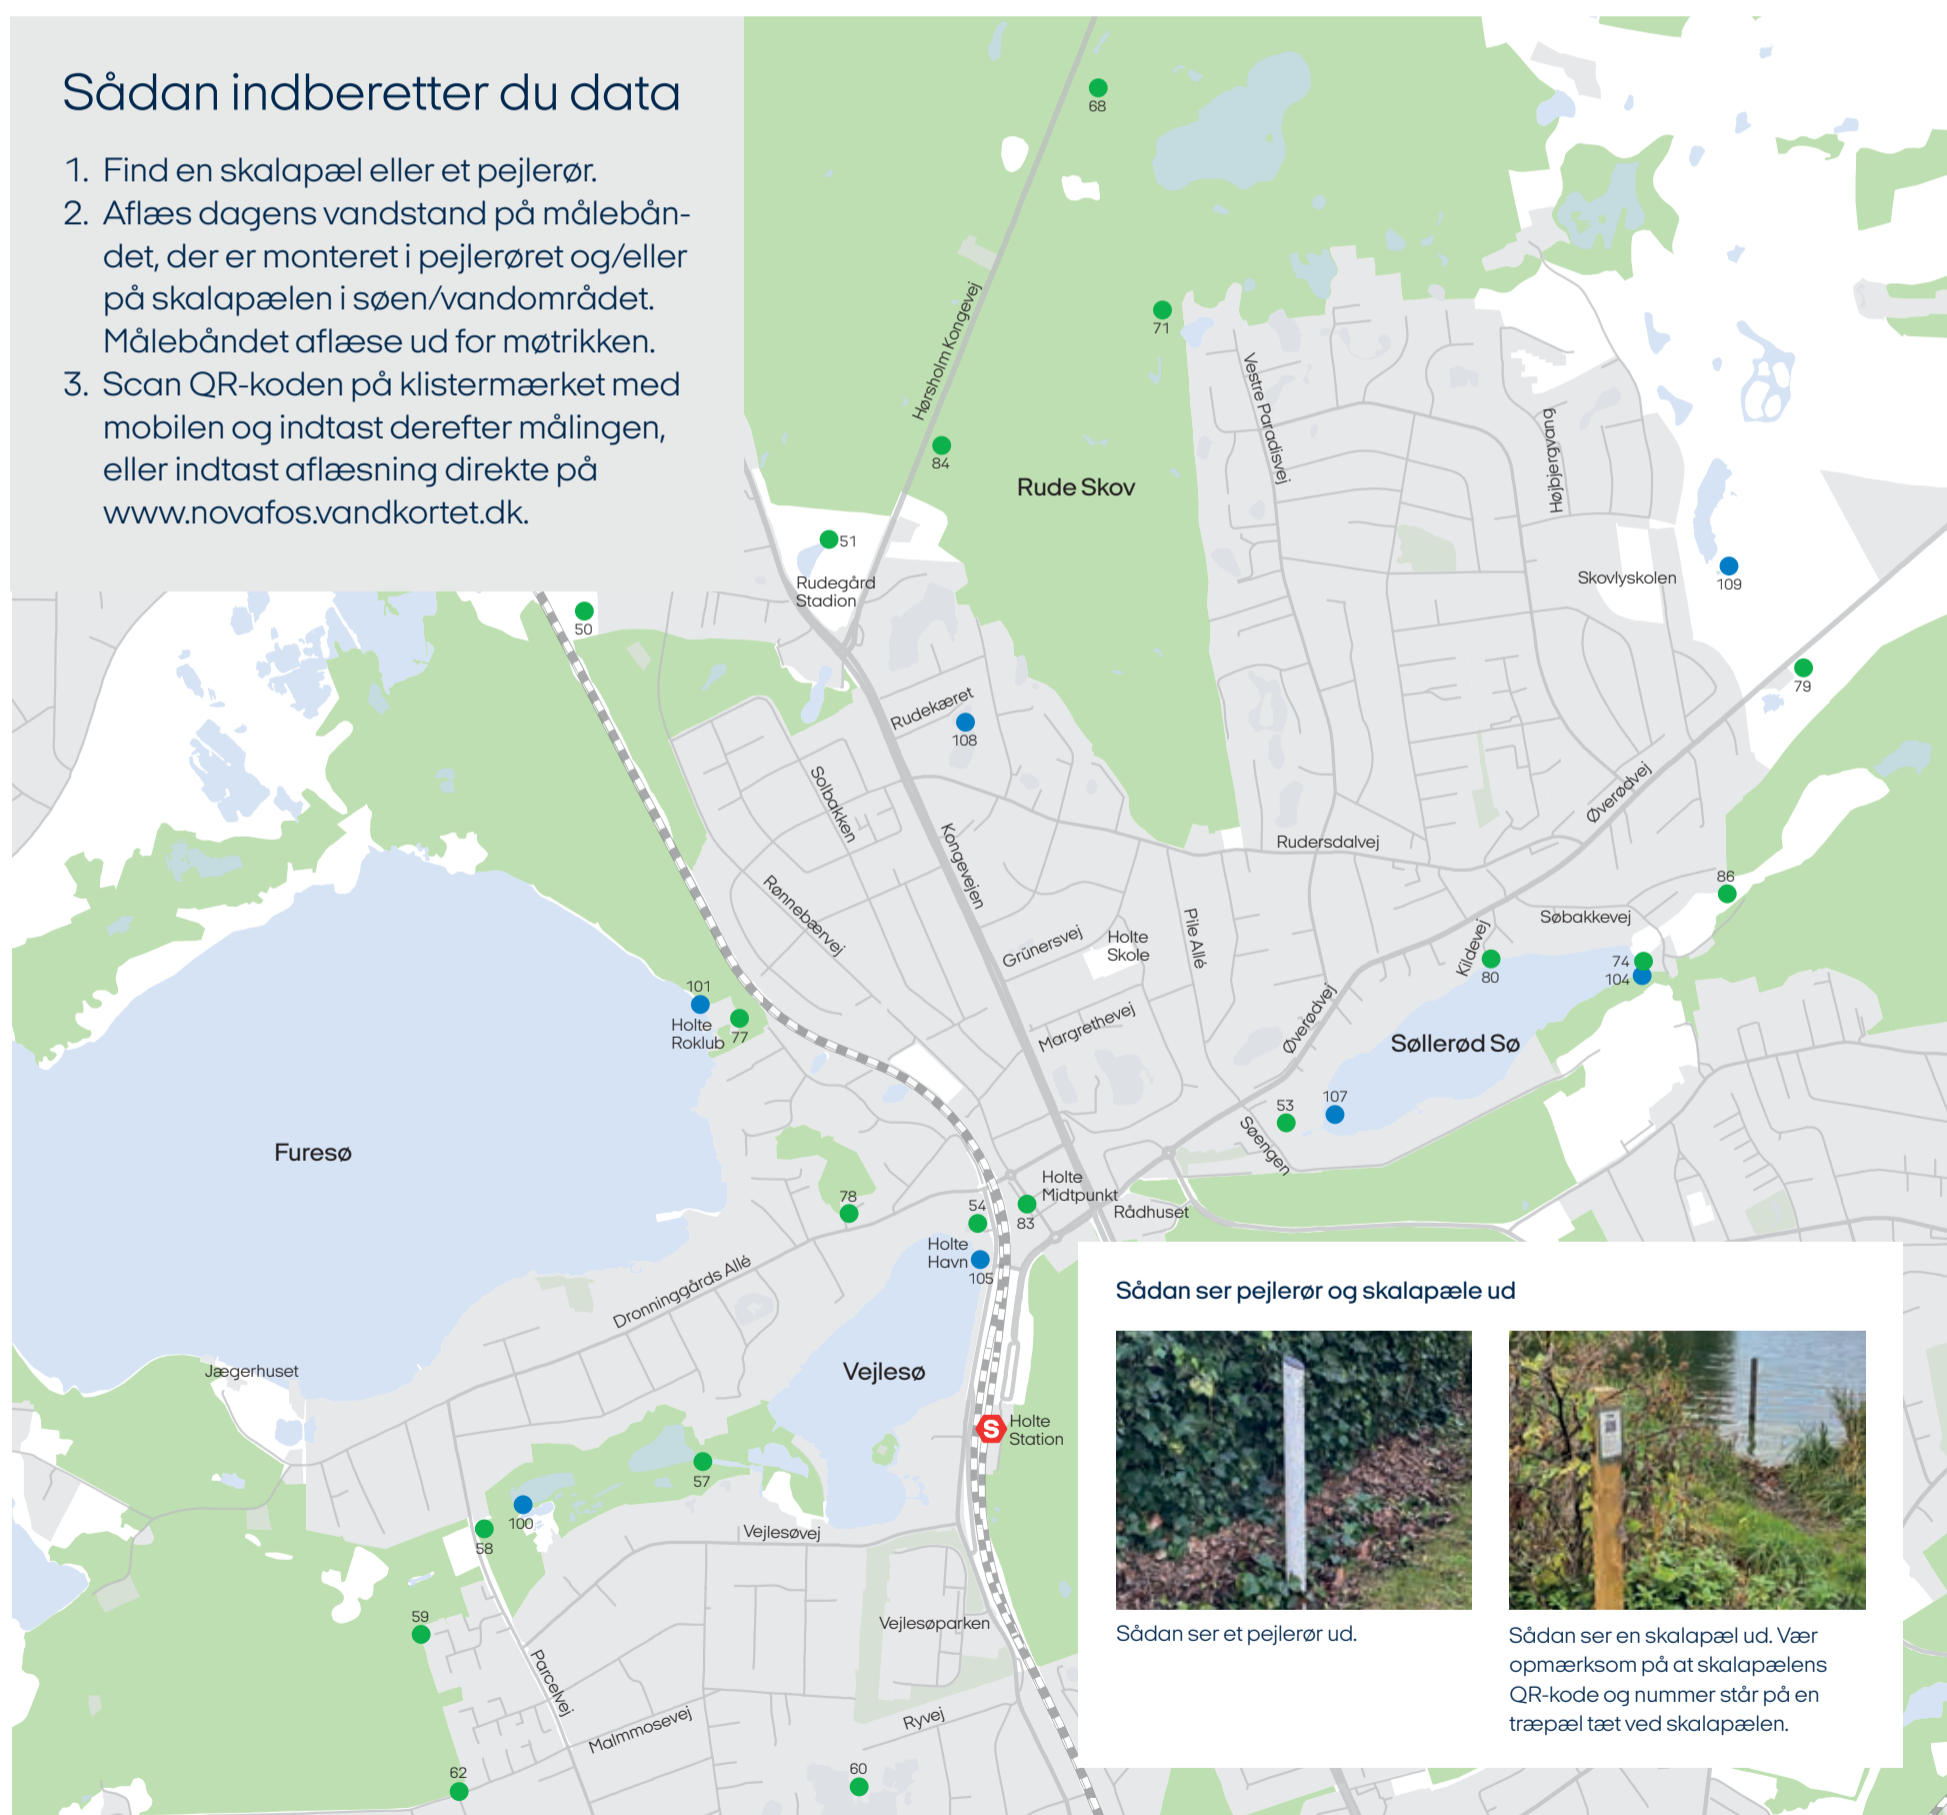 Sådan indberetter du data
1. Find en skalapæl eller et pejlerør.
2. Aflæs dagens vandstand på målebån-
det, der er monteret i pejlerøret og/eller
på skalapælen i søen/vandområdet.
Målebåndet aflæse ud for møtrikken.
3. Scan QR-koden på klistermærket med
mobilen og indtast derefter målingen,
eller indtast aflæsning direkte på
www.novafos.vandkortet.dk.
68
71
Hørsholm Kongevej
Vestre Paradisvej
Højbjergvang
84
Rude Skov
51
Rudegård
Stadion
Skovlyskolen
109
50
79
Rudekæret
108
Solbakken
Kongevejen
Øverødvej
Rudersdalvej
86
Rønnebærvej
Søbakkevej
Pile Allé
Grünersvej
Holte
Skole
Kildevej
80
74
104
101
Holte
Roklub
77
Margrethevej
Øverødvej
Søllerød Sø
53
107
Søengen
Furesø
Holte
Midtpunkt
78
54
83
Rådhuset
Holte
Havn
105
Dronninggårds Allé
Jægerhuset
Vejlesø
S
Holte
Station
57
100
58
Vejlesøvej
59
Vejlesøparken
Parcelvej
Malmmosevej
Ryvej
62
60
Sådan ser pejlerør og skalapæle ud
Sådan ser et pejlerør ud.
Sådan ser en skalapæl ud. Vær
opmærksom på at skalapælens
QR-kode og nummer står på en
træpæl tæt ved skalapælen.